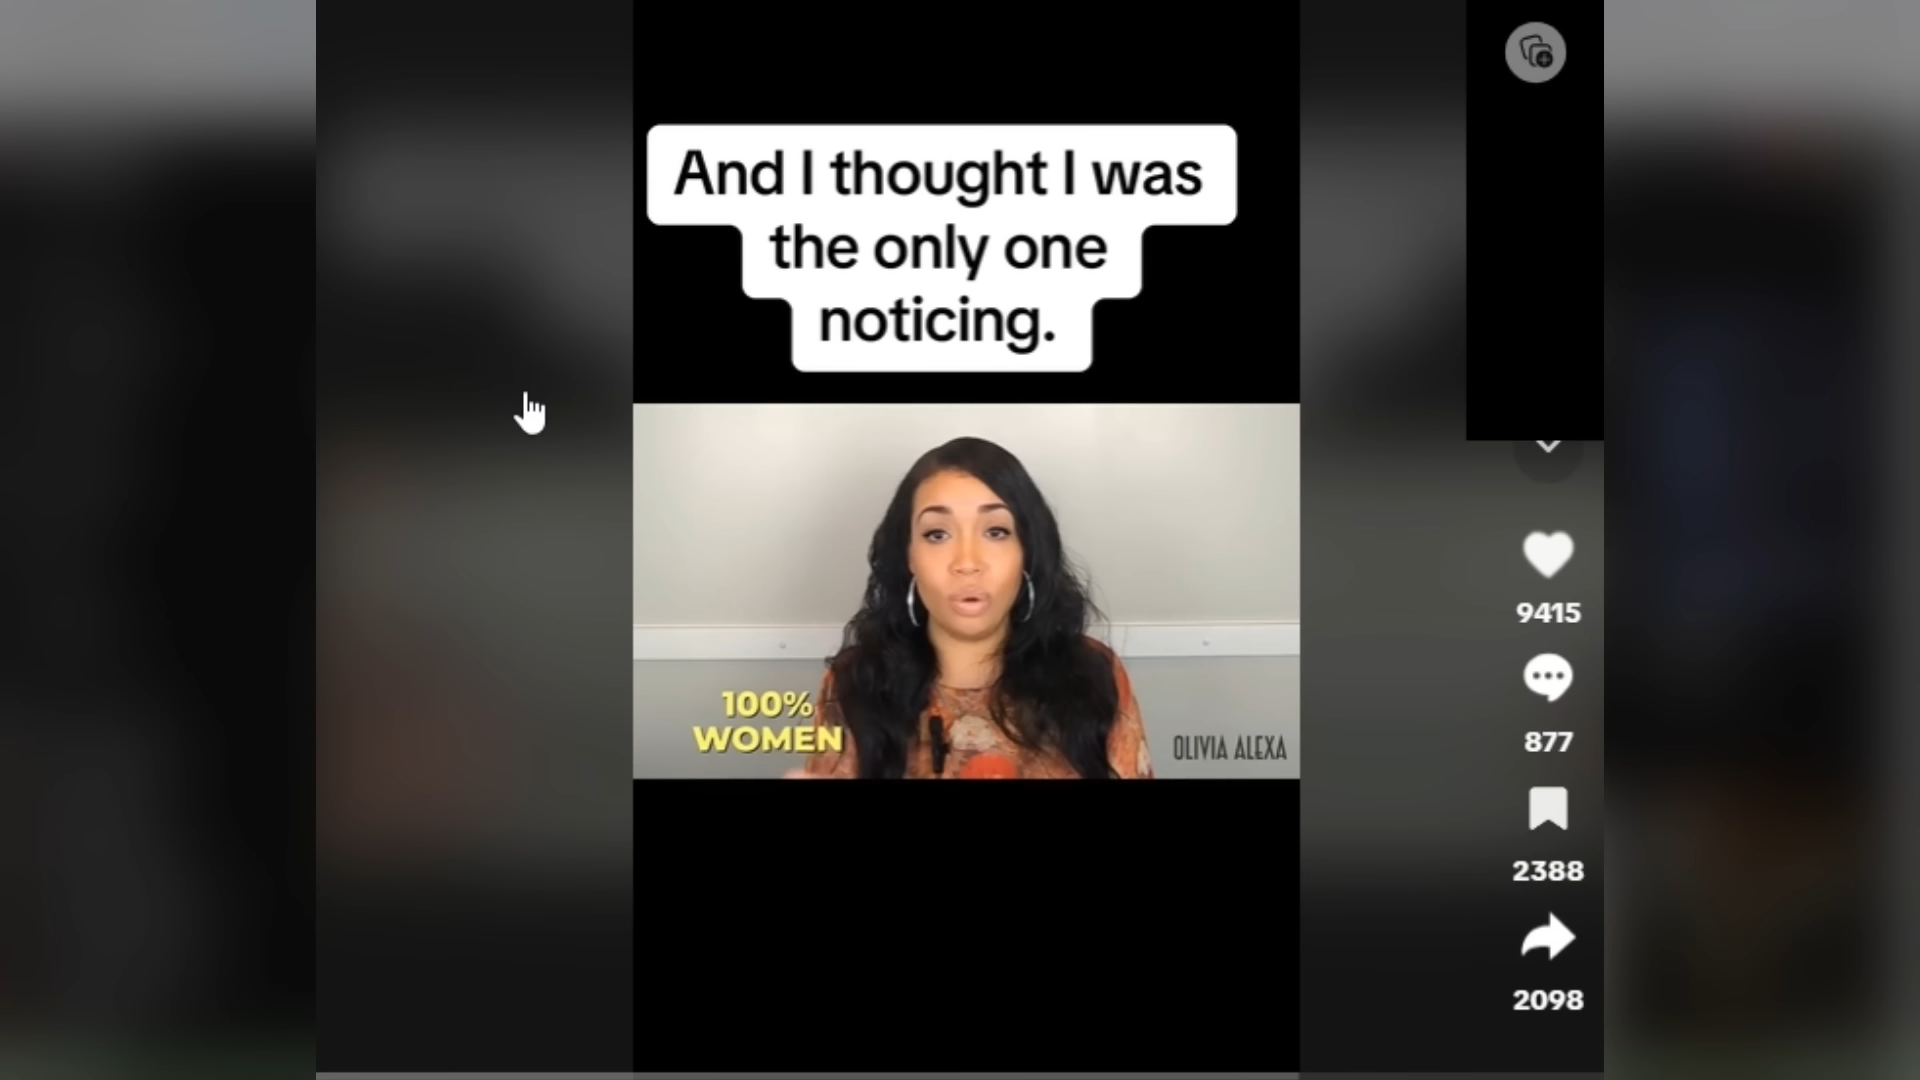 And I thought I was
the only one
noticing.
100%
WOMEN
OLIVIA ALEXA
9415
877
2388
2098